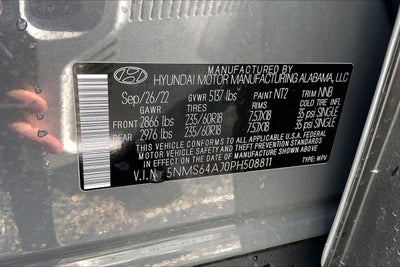 MANUFACTURED BY
HYUNDAI MOTOR MANUFACTURING ALABAMA, LLC
Sep/26/22 GVWR 5137 lbs PAINT NT2 TRIM NNB
GAWR TIRES RIMS COLD TIRE INFL
FRONT 2866 lbs 235/60R18 7.5JX18 35 psi SINGLE
REAR 2976 lbs 235/60R18 7.5JX18 35 psi SINGLE
THIS VEHICLE CONFORMS TO ALL APPLICABLE U.S.A FEDERAL
MOTOR VEHICLE SAFETY AND THEFT PREVENTION STANDARDS
IN EFFECT ON THE DATE OF MANUFACTURE SHOWN ABOVE
V.I.N. 5NMS64AJ0PH508811 TYPE: MPV